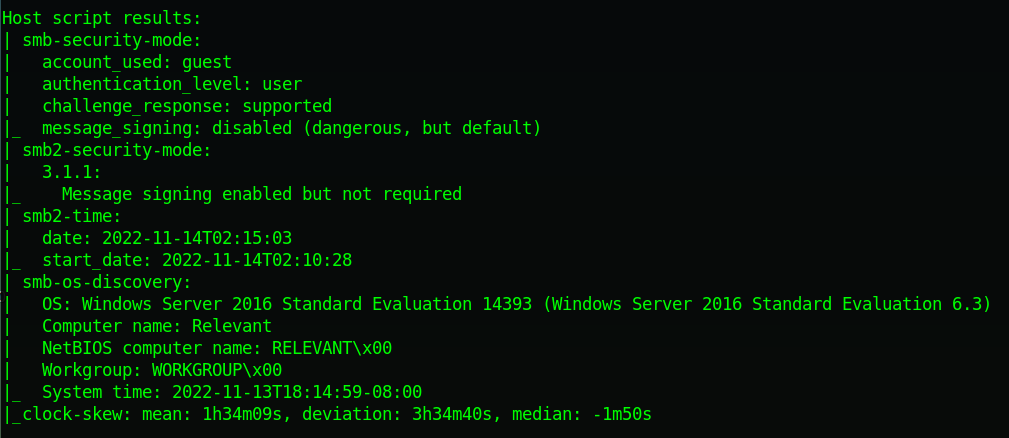 Host script results:
| smb-security-mode:
|   account_used: guest
|   authentication_level: user
|   challenge_response: supported
|_  message_signing: disabled (dangerous, but default)
| smb2-security-mode:
|   3.1.1:
|_    Message signing enabled but not required
| smb2-time:
|   date: 2022-11-14T02:15:03
|_  start_date: 2022-11-14T02:10:28
| smb-os-discovery:
|   OS: Windows Server 2016 Standard Evaluation 14393 (Windows Server 2016 Standard Evaluation 6.3)
|   Computer name: Relevant
|   NetBIOS computer name: RELEVANT\x00
|   Workgroup: WORKGROUP\x00
|_  System time: 2022-11-13T18:14:59-08:00
|_clock-skew: mean: 1h34m09s, deviation: 3h34m40s, median: -1m50s